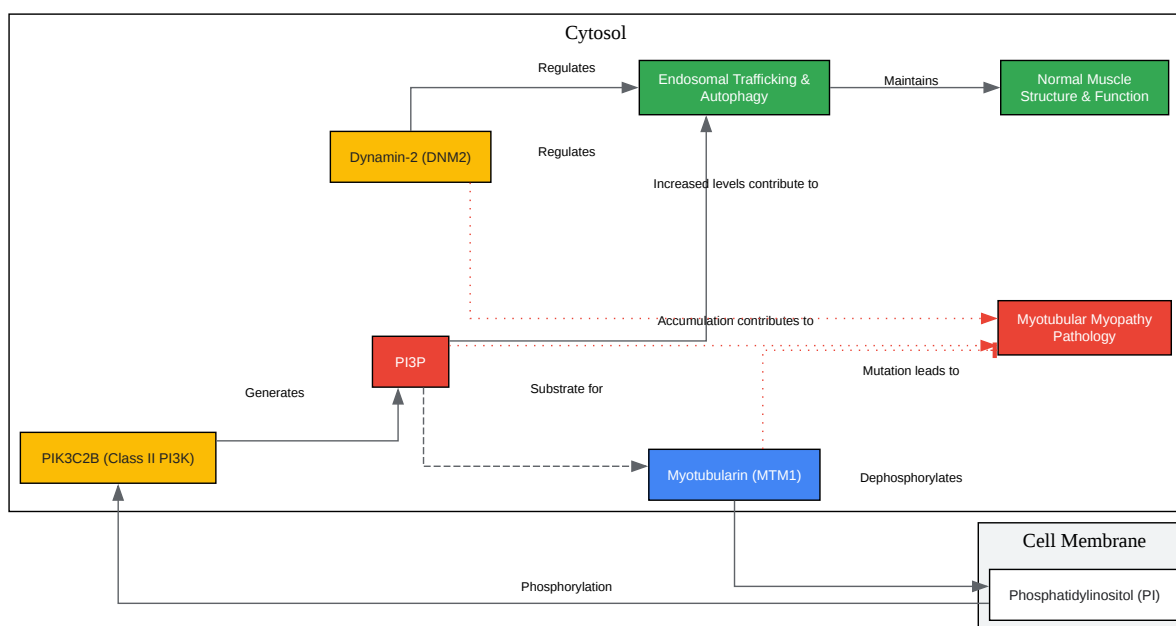 Cytosol
Regulates
Endosomal Trafficking &
Autophagy
Maintains
Normal Muscle
Structure & Function
Dynamin-2 (DNM2)
Regulates
Increased levels contribute to
Accumulation contributes to
Myotubular Myopathy
Pathology
PI3P
Mutation leads to
Generates
Substrate for
PIK3C2B (Class II PI3K)
Myotubularin (MTM1)
Dephosphorylates
Cell Membrane
Phosphorylation
Phosphatidylinositol (PI)